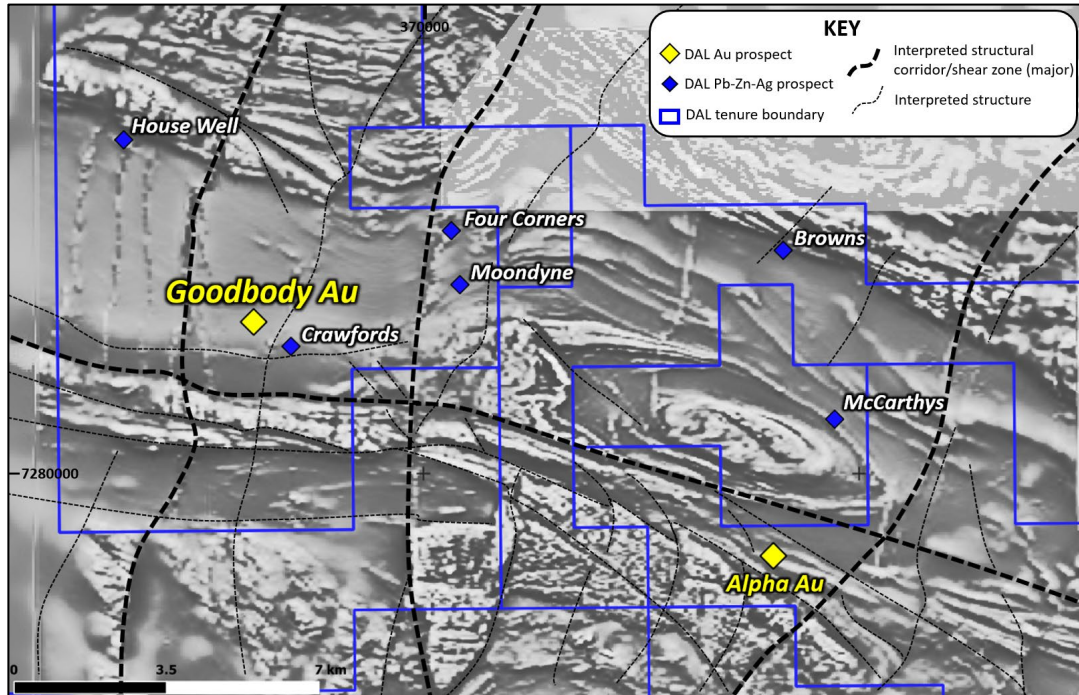 370000
KEY
DAL Au prospect
DAL Pb-Zn-Ag prospect
DAL tenure boundary
Interpreted structural
corridor/shear zone (major)
Interpreted structure
House Well
Four Corners
Browns
Moondyne
Goodbody Au
Crawfords
McCarthys
7280000
Alpha Au
0
3.5
7 km